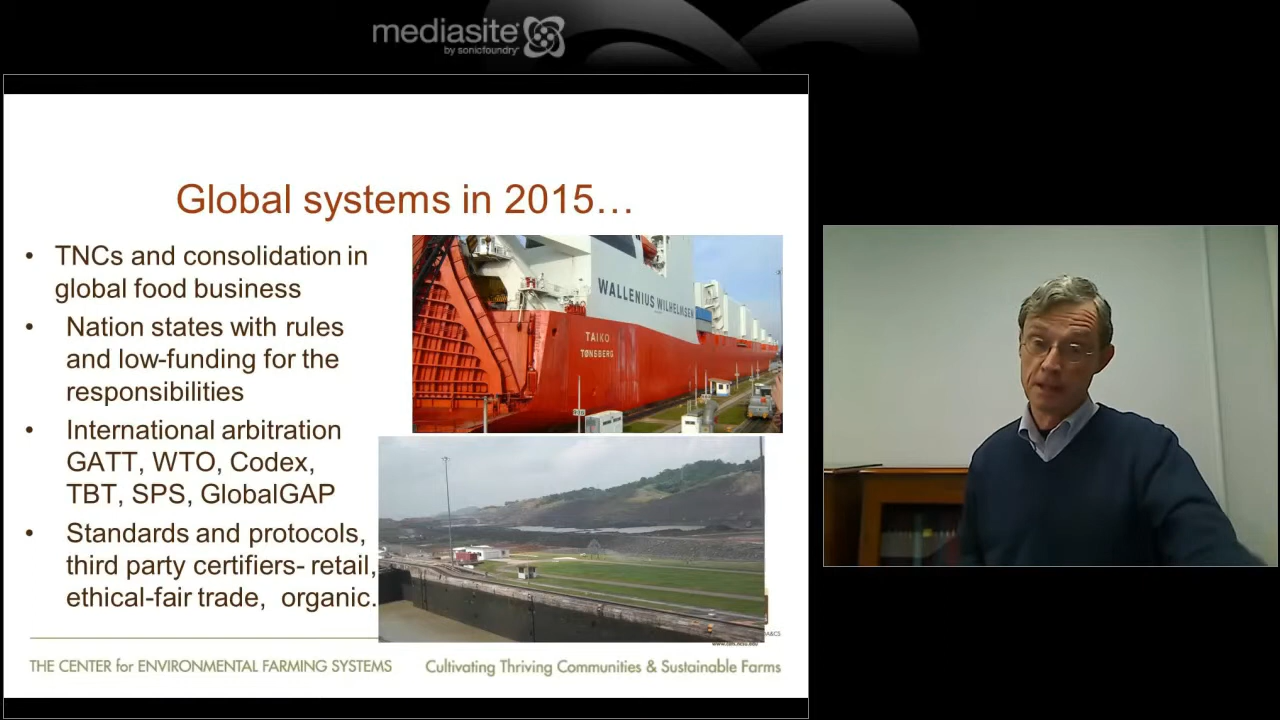 mediasite
by sonicfoundry
Global systems in 2015…
• TNCs and consolidation in
global food business
• Nation states with rules
and low-funding for the
responsibilities
• International arbitration
GATT, WTO, Codex,
TBT, SPS, GlobalGAP
• Standards and protocols,
third party certifiers- retail,
ethical-fair trade, organic.
WALLENIUS WILHELMSEN
TAIKO
TØNSBERG
THE CENTER for ENVIRONMENTAL FARMING SYSTEMS
Cultivating Thriving Communities & Sustainable Farms